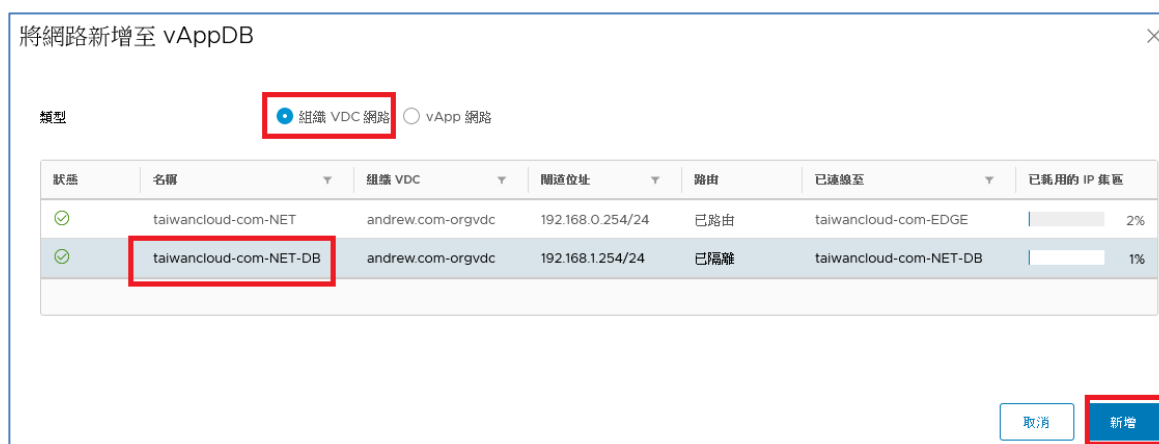 將網路新增至 vAppDB
類型 組織 VDC 網路 vApp 網路
狀態 名稱 組織 VDC 閘道位址 路由 已連線至 已耗用的 IP 集區
taiwancloud-com-NET andrew.com-orgvdc 192.168.0.254/24 已路由 taiwancloud-com-EDGE 2%
taiwancloud-com-NET-DB andrew.com-orgvdc 192.168.1.254/24 已隔離 taiwancloud-com-NET-DB 1%
取消 新增